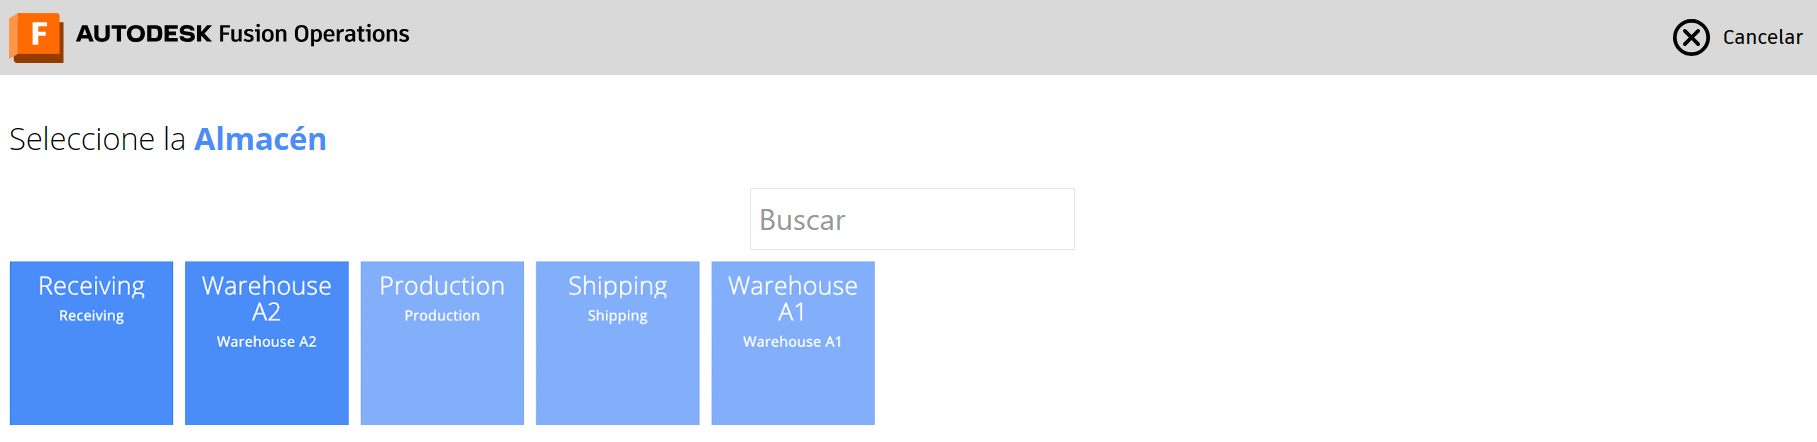 F AUTODESK Fusion Operations
Cancelar
Seleccione la Almacén
Buscar
Receiving
Receiving
Warehouse
A2
Warehouse A2
Production
Production
Shipping
Shipping
Warehouse
A1
Warehouse A1